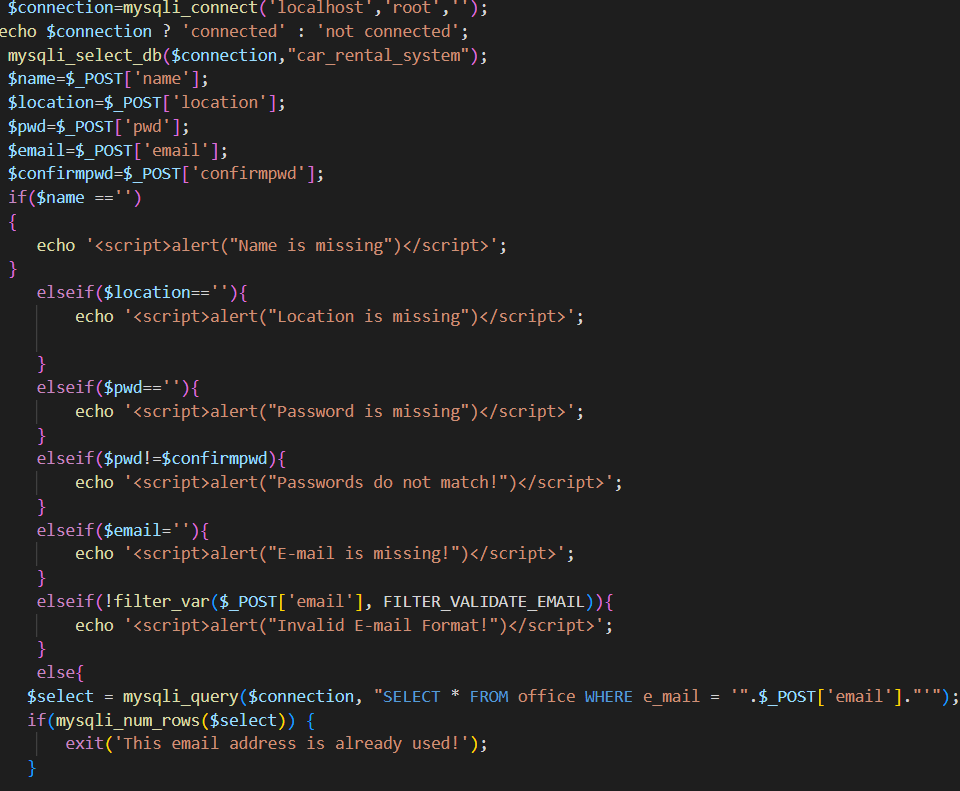 $connection=mysqli_connect('localhost','root','');
echo $connection ? 'connected' : 'not connected';
mysqli_select_db($connection,"car_rental_system");
$name=$_POST['name'];
$location=$_POST['location'];
$pwd=$_POST['pwd'];
$email=$_POST['email'];
$confirmpwd=$_POST['confirmpwd'];
if($name =='')
{
echo '<script>alert("Name is missing")</script>';
}
elseif($location==''){
echo '<script>alert("Location is missing")</script>';
}
elseif($pwd==''){
echo '<script>alert("Password is missing")</script>';
}
elseif($pwd!=$confirmpwd){
echo '<script>alert("Passwords do not match!")</script>';
}
elseif($email=''){
echo '<script>alert("E-mail is missing!")</script>';
}
elseif(!filter_var($_POST['email'], FILTER_VALIDATE_EMAIL)){
echo '<script>alert("Invalid E-mail Format!")</script>';
}
else{
$select = mysqli_query($connection, "SELECT * FROM office WHERE e_mail = '".$_POST['email']."'");
if(mysqli_num_rows($select)) {
exit('This email address is already used!');
}